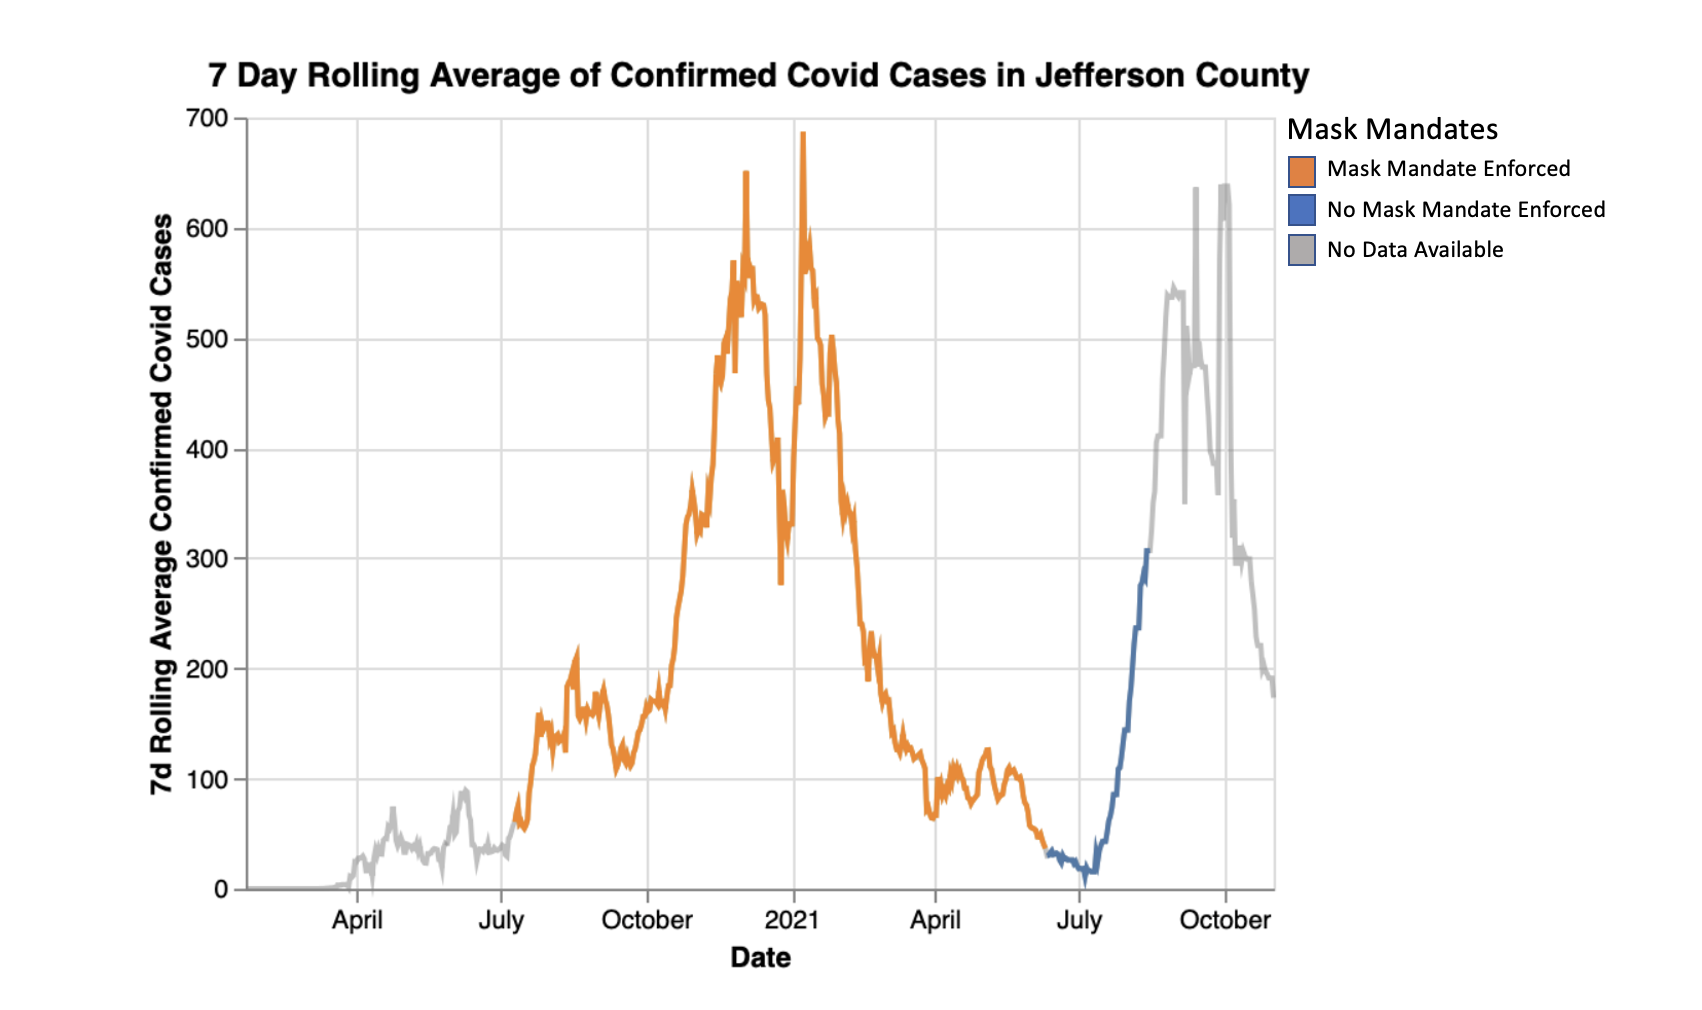 7 Day Rolling Average of Confirmed Covid Cases in Jefferson County
7d Rolling Average Confirmed Covid Cases
700
600
500
400
300
200
100
0
April
July
October
2021
April
July
October
Date
Mask Mandates
Mask Mandate Enforced
No Mask Mandate Enforced
No Data Available